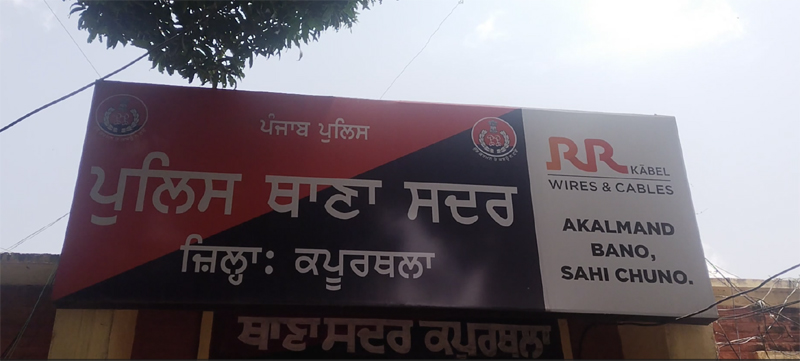 ਪੰਜਾਬ ਪੁਲਿਸ
ਪੁਲਿਸ ਥਾਣਾ ਸਦਰ
ਜ਼ਿਲ੍ਹਾ: ਕਪੂਰਥਲਾ
RR KABEL
WIRES & CABLES
AKALMAND
BANO,
SAHI CHUNO.
ਥਾਣਾ ਸਦਰ ਕਪੂਰਥਲਾ